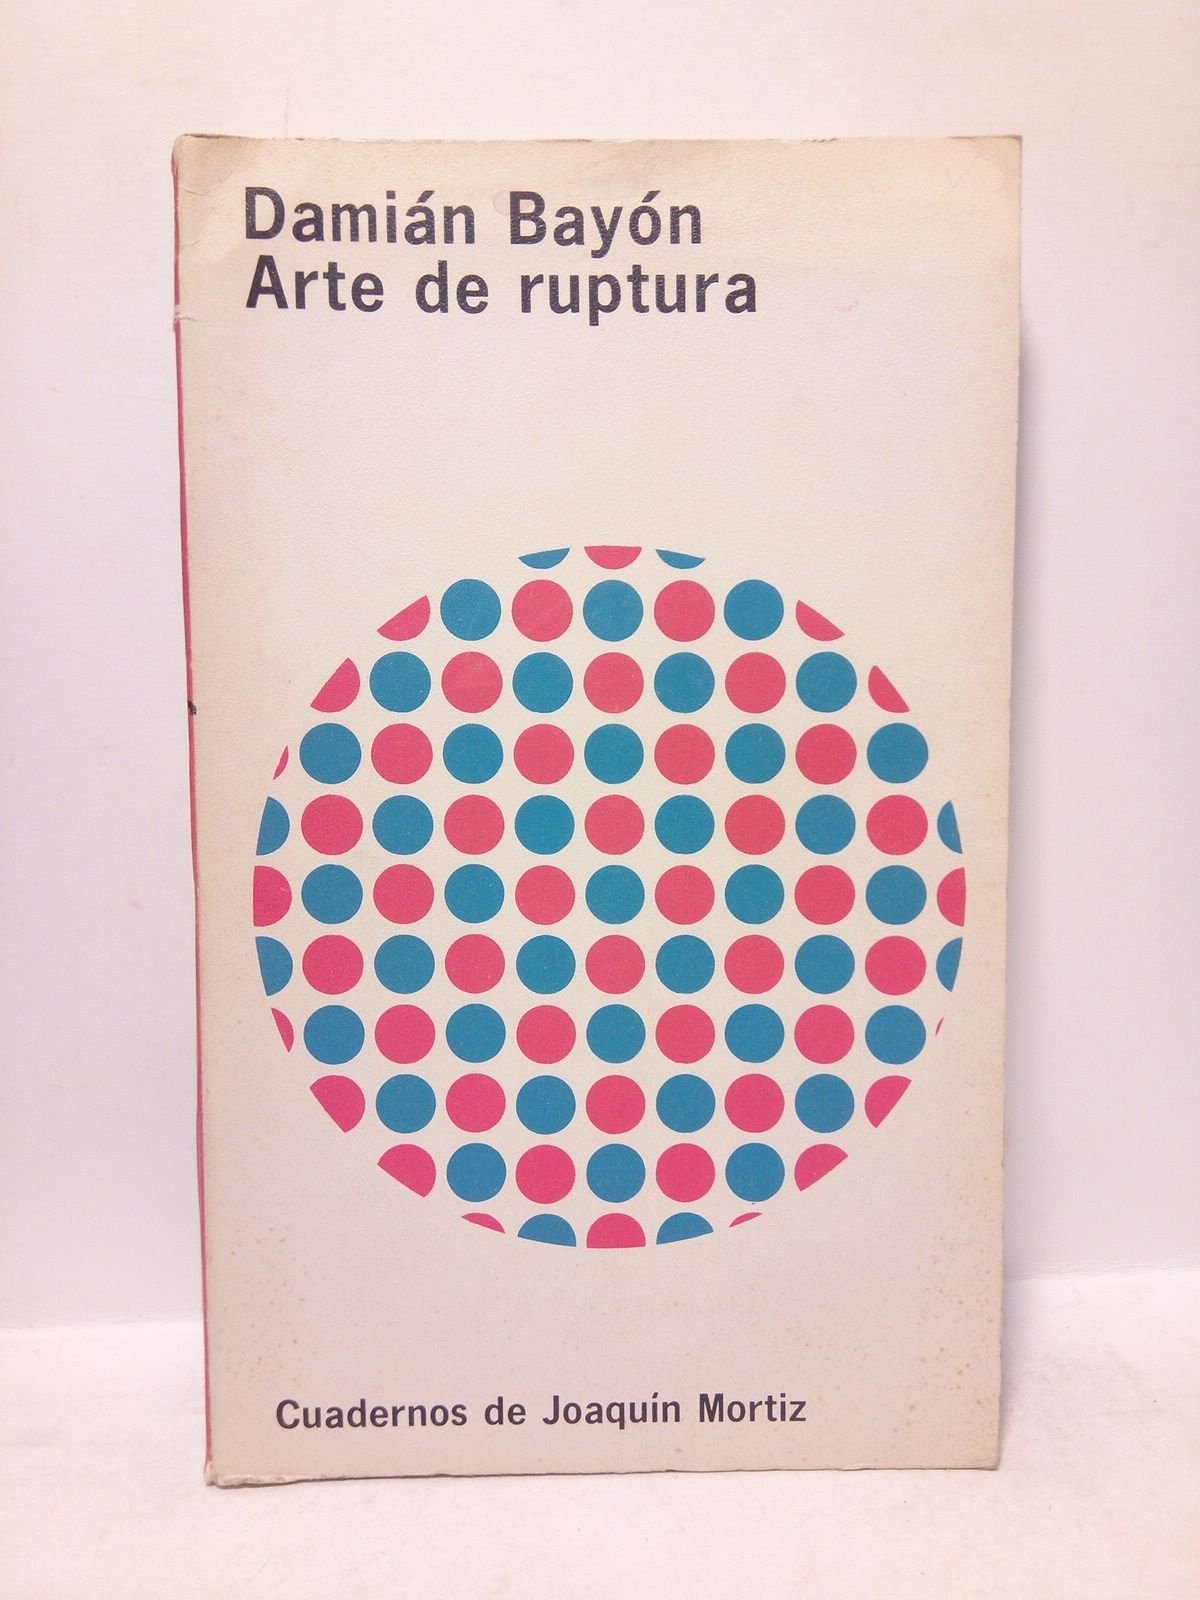 Damián Bayón
Arte de ruptura
Cuadernos de Joaquín Mortiz